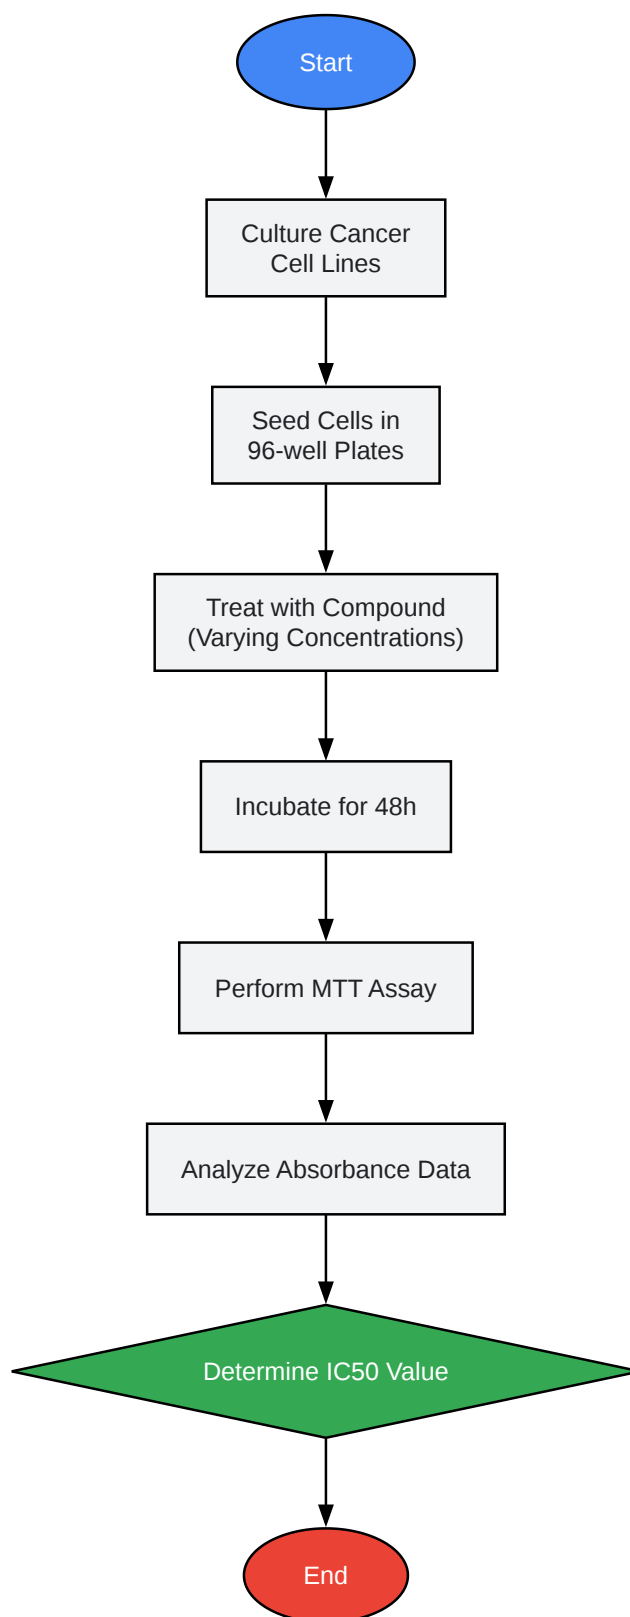 Start
Culture Cancer
Cell Lines
Seed Cells in
96-well Plates
Treat with Compound
(Varying Concentrations)
Incubate for 48h
Perform MTT Assay
Analyze Absorbance Data
Determine IC50 Value
End